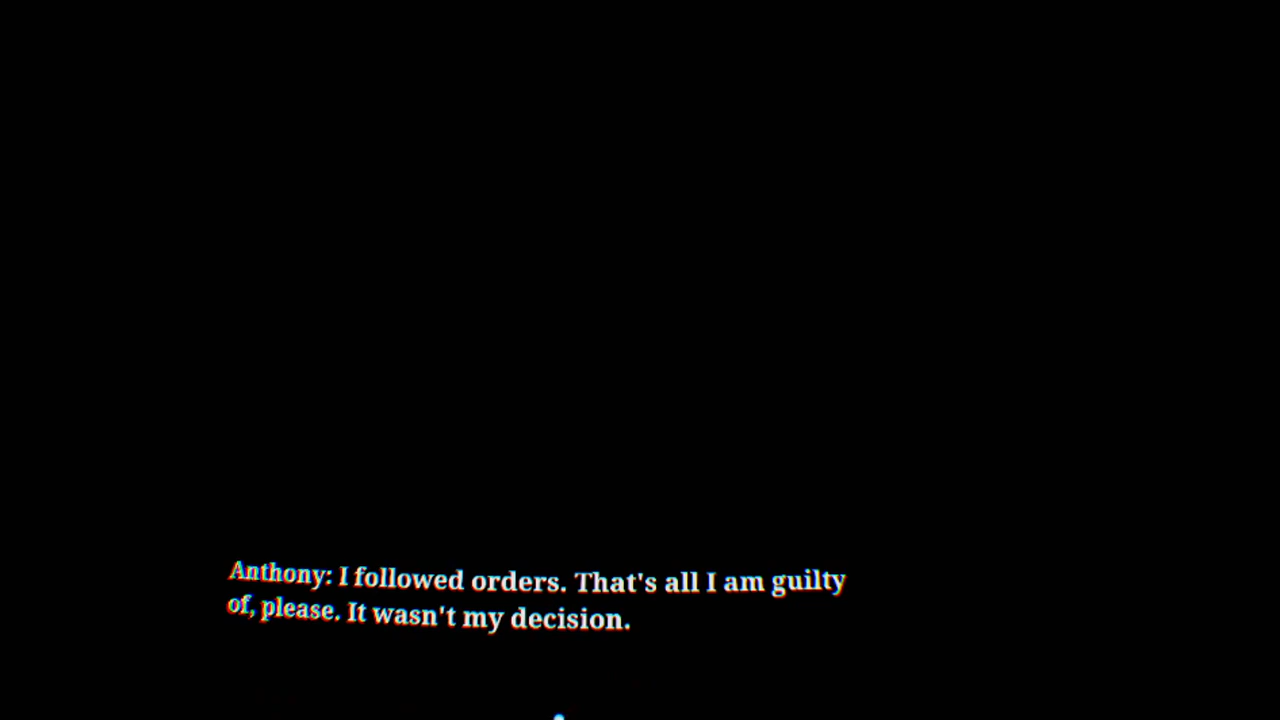 Anthony: I followed orders. That's all I am guilty
of, please. It wasn't my decision.